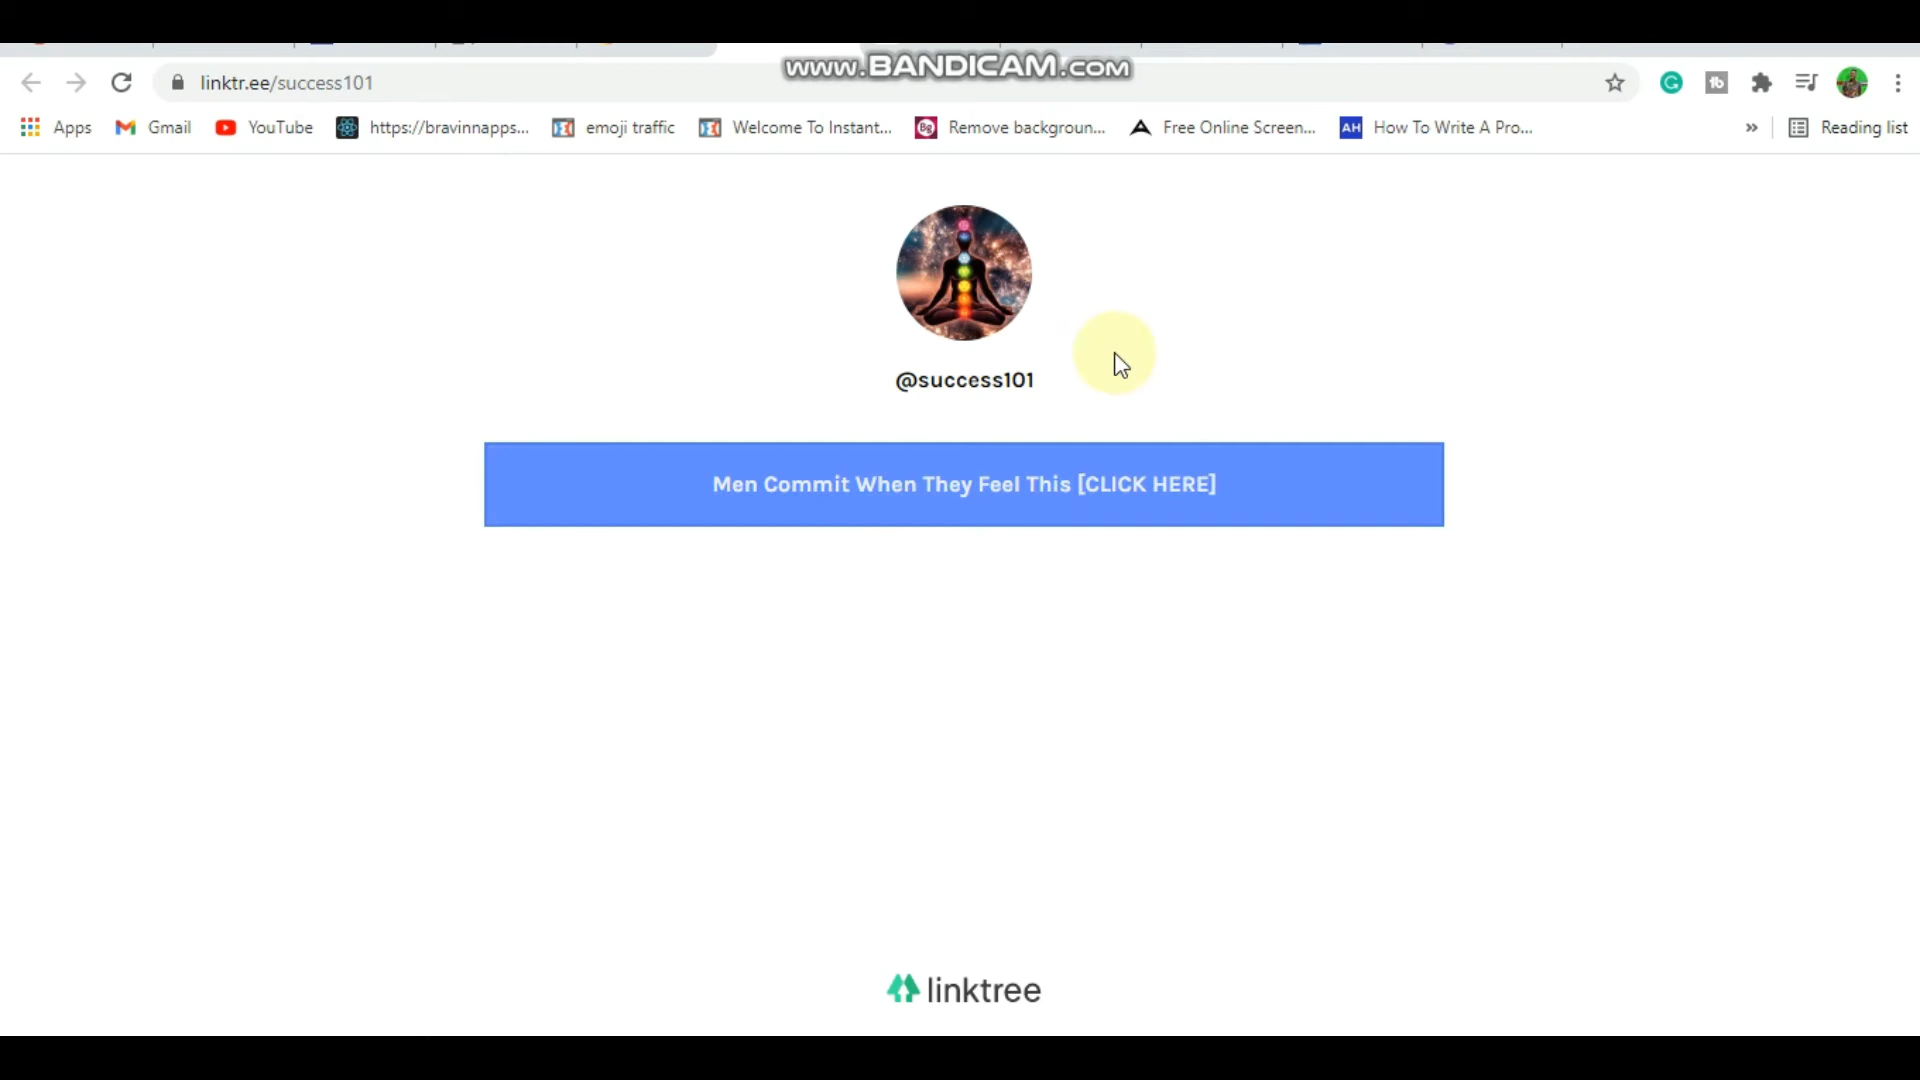 www.BANDICAM.com
linktr.ee/success101
Apps Gmail YouTube https://bravinnapps... emoji traffic Welcome To Instant... Remove backgroun... Free Online Screen... AH How To Write A Pro... » Reading list
@success101
Men Commit When They Feel This [CLICK HERE]
linktree